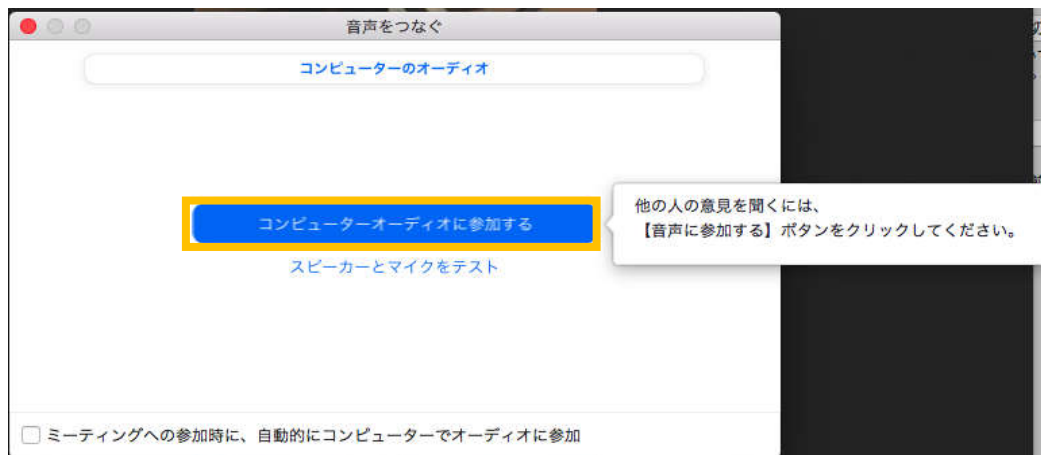 音声をつなぐ
コンピューターのオーディオ
コンピューターオーディオに参加する
他の人の意見を聞くには、
【音声に参加する】ボタンをクリックしてください。
スピーカーとマイクをテスト
ミーティングへの参加時に、自動的にコンピューターでオーディオに参加